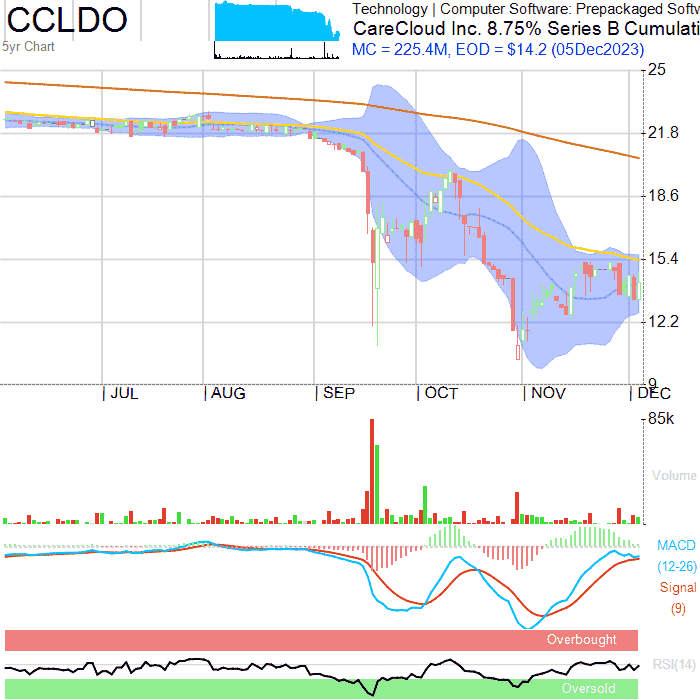 CCLDO
5yr Chart
Technology | Computer Software: Prepackaged Softw
CareCloud Inc. 8.75% Series B Cumulati
MC = 225.4M, EOD = $14.2 (05Dec2023)
25
21.8
18.6
15.4
12.2
9
JUL AUG SEP OCT NOV DEC
85k
Volume
MACD
(12-26)
Signal
(9)
Overbought
RSI(14)
Oversold